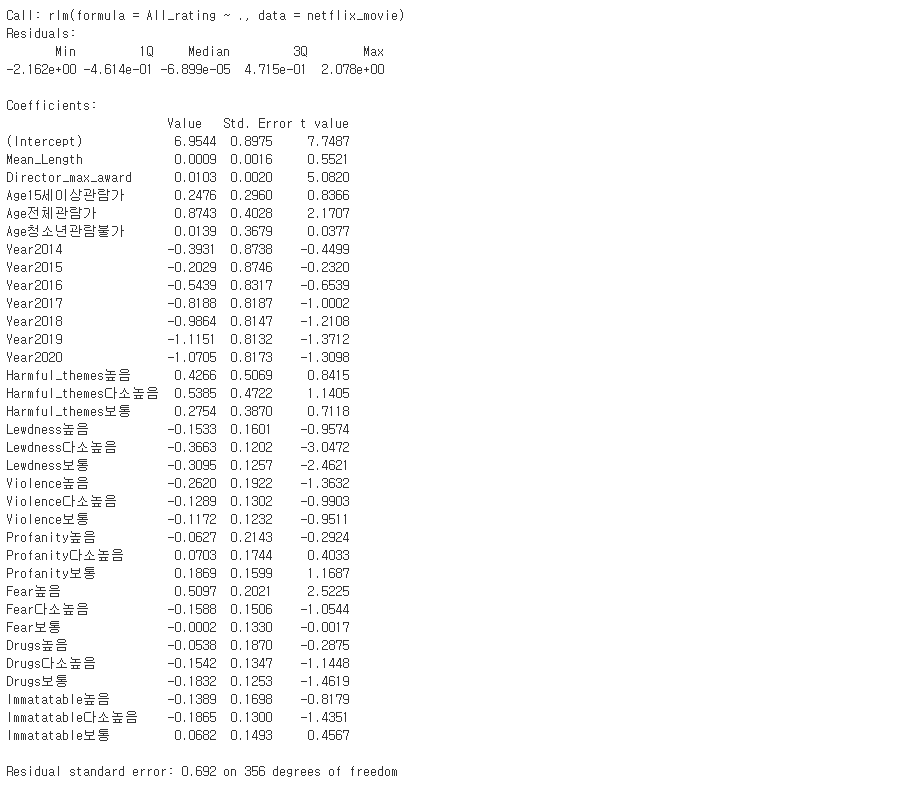 Call: rlm(formula = All_rating ~ ., data = netflix_movie)
Residuals:
Min 1Q Median 3Q Max
-2.162e+00 -4.614e-01 -6.899e-05 4.715e-01 2.078e+00
Coefficients:
Value Std. Error t value
(Intercept) 6.9544 0.8975 7.7487
Mean_Length 0.0009 0.0016 0.5521
Director_max_award 0.0103 0.0020 5.0820
Age15세이상관람가 0.2476 0.2960 0.8366
Age전체관람가 0.8743 0.4028 2.1707
Age청소년관람불가 0.0139 0.3679 0.0377
Year2014 -0.3931 0.8738 -0.4499
Year2015 -0.2029 0.8746 -0.2320
Year2016 -0.5439 0.8317 -0.6539
Year2017 -0.8188 0.8187 -1.0002
Year2018 -0.9864 0.8147 -1.2108
Year2019 -1.1151 0.8132 -1.3712
Year2020 -1.0705 0.8173 -1.3098
Harmful_themes높음 0.4266 0.5069 0.8415
Harmful_themes다소높음 0.5385 0.4722 1.1405
Harmful_themes보통 0.2754 0.3870 0.7118
Lewdness높음 -0.1533 0.1601 -0.9574
Lewdness다소높음 -0.3663 0.1202 -3.0472
Lewdness보통 -0.3095 0.1257 -2.4621
Violence높음 -0.2620 0.1922 -1.3632
Violence다소높음 -0.1289 0.1302 -0.9903
Violence보통 -0.1172 0.1232 -0.9511
Profanity높음 -0.0627 0.2143 -0.2924
Profanity다소높음 0.0703 0.1744 0.4033
Profanity보통 0.1869 0.1599 1.1687
Fear높음 0.5097 0.2021 2.5225
Fear다소높음 -0.1588 0.1506 -1.0544
Fear보통 -0.0002 0.1330 -0.0017
Drugs높음 -0.0538 0.1870 -0.2875
Drugs다소높음 -0.1542 0.1347 -1.1448
Drugs보통 -0.1832 0.1253 -1.4619
Immatatable높음 -0.1389 0.1698 -0.8179
Immatatable다소높음 -0.1865 0.1300 -1.4351
Immatatable보통 0.0682 0.1493 0.4567
Residual standard error: 0.692 on 356 degrees of freedom